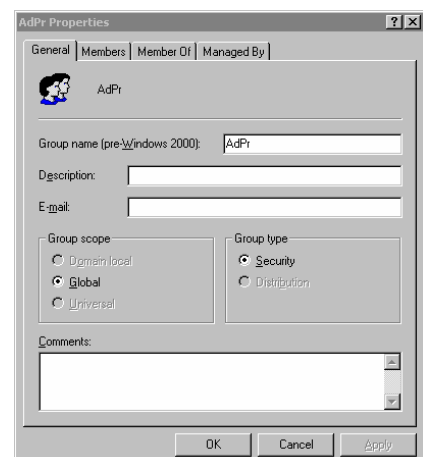 AdPr Properties
General Members Member Of Managed By
AdPr
Group name (pre-Windows 2000): AdPr
Description:
E-mail:
Group scope
Domain local
Global
Universal
Group type
Security
Distribution
Comments:
OK Cancel Apply